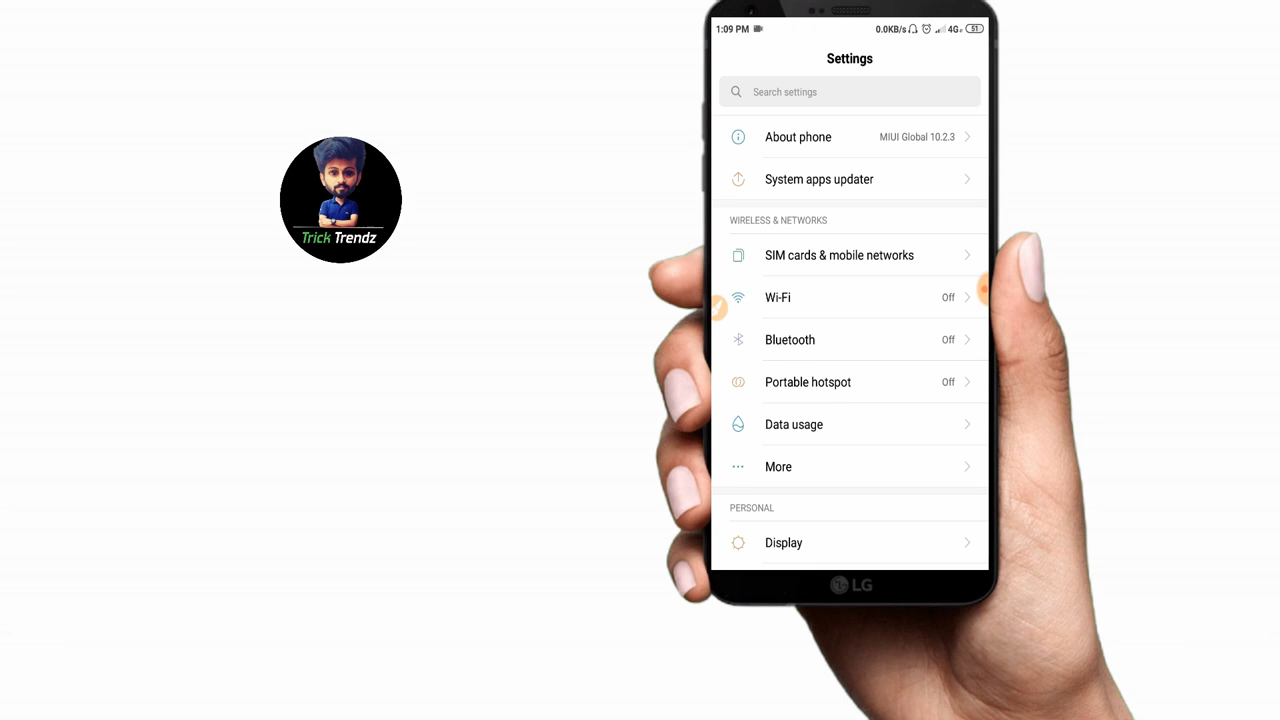 1:09 PM
0.0KB/s 4G 51
Settings
Search settings
About phone MIUI Global 10.2.3
System apps updater
WIRELESS & NETWORKS
SIM cards & mobile networks
Wi-Fi Off
Bluetooth Off
Portable hotspot Off
Data usage
More
PERSONAL
Display
LG
Trick Trendz